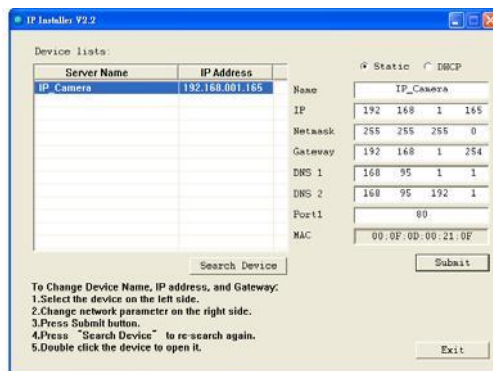 IP Installer V2.2
Device lists:
Server Name IP Address
IP_Camera 192.168.001.165
Search Device
Static DHCP
Name IP_Camera
IP 192 168 1 165
Netmask 255 255 255 0
Gateway 192 168 1 254
DNS 1 168 95 1 1
DNS 2 168 95 192 1
Port1 80
MAC 00:0F:0D:00:21:0F
Submit
To Change Device Name, IP address, and Gateway:
1.Select the device on the left side.
2.Change network parameter on the right side.
3.Press Submit button.
4.Press "Search Device" to re-search again.
5.Double click the device to open it.
Exit